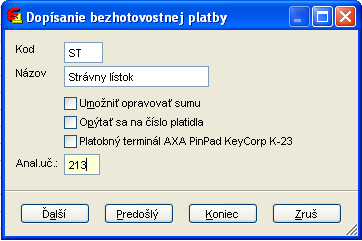 Dopísanie bezhotovostnej platby
Kod ST
Názov Strávny lístok
Umožniť opravovať sumu
Opýtať sa na číslo platidla
Platobný terminál AXA PinPad KeyCorp K-23
Anal.uč.: 213
Ďalší Predošlý Koniec Zruš